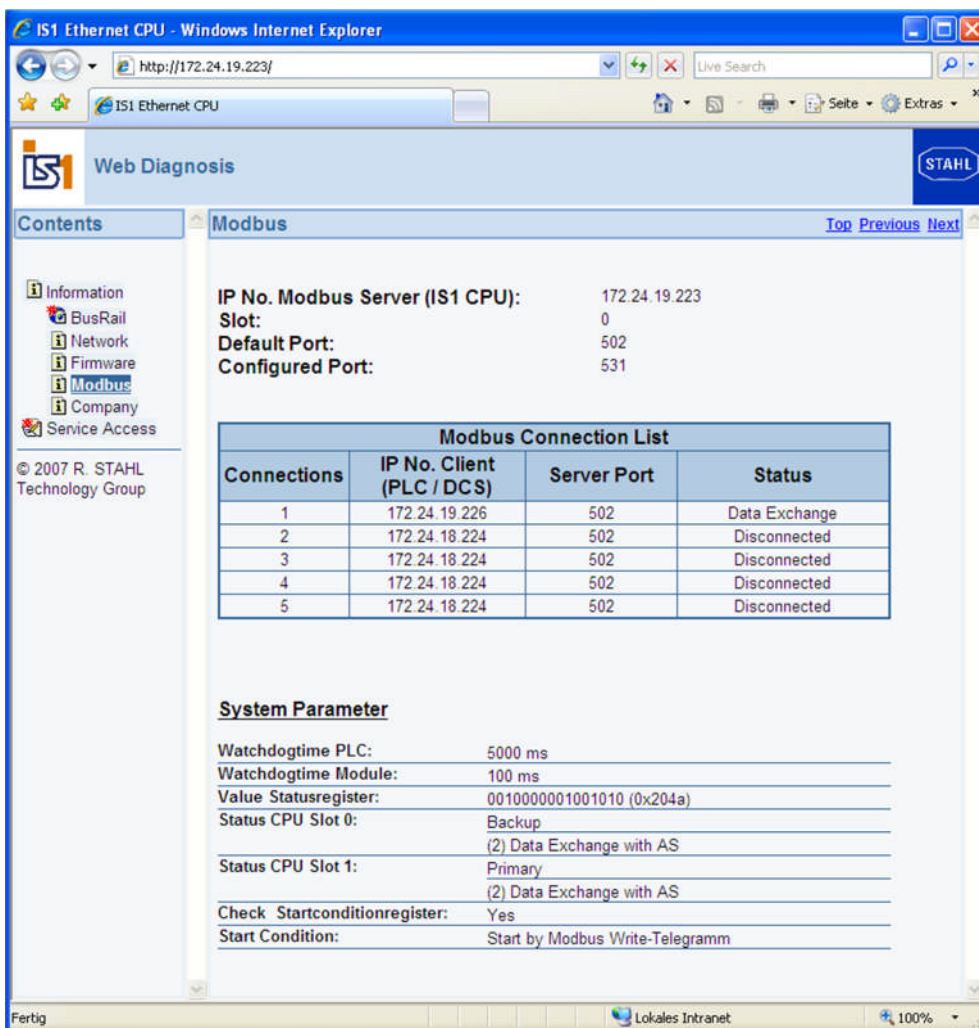 IS1 Ethernet CPU - Windows Internet Explorer
http://172.24.19.223/
Live Search
IS1 Ethernet CPU
Seite
Extras
IS1
Web Diagnosis
STAHL
Contents
Modbus
Top Previous Next
Information
BusRail
Network
Firmware
Modbus
Company
Service Access
© 2007 R. STAHL
Technology Group
IP No. Modbus Server (IS1 CPU): 172.24.19.223
Slot: 0
Default Port: 502
Configured Port: 531
Modbus Connection List
Connections IP No. Client (PLC / DCS) Server Port Status
1 172.24.19.226 502 Data Exchange
2 172.24.18.224 502 Disconnected
3 172.24.18.224 502 Disconnected
4 172.24.18.224 502 Disconnected
5 172.24.18.224 502 Disconnected
System Parameter
Watchdogtime PLC: 5000 ms
Watchdogtime Module: 100 ms
Value Statusregister: 0010000001001010 (0x204a)
Status CPU Slot 0: Backup
(2) Data Exchange with AS
Status CPU Slot 1: Primary
(2) Data Exchange with AS
Check Startconditionregister: Yes
Start Condition: Start by Modbus Write-Telegramm
Fertig
Lokales Intranet
100%